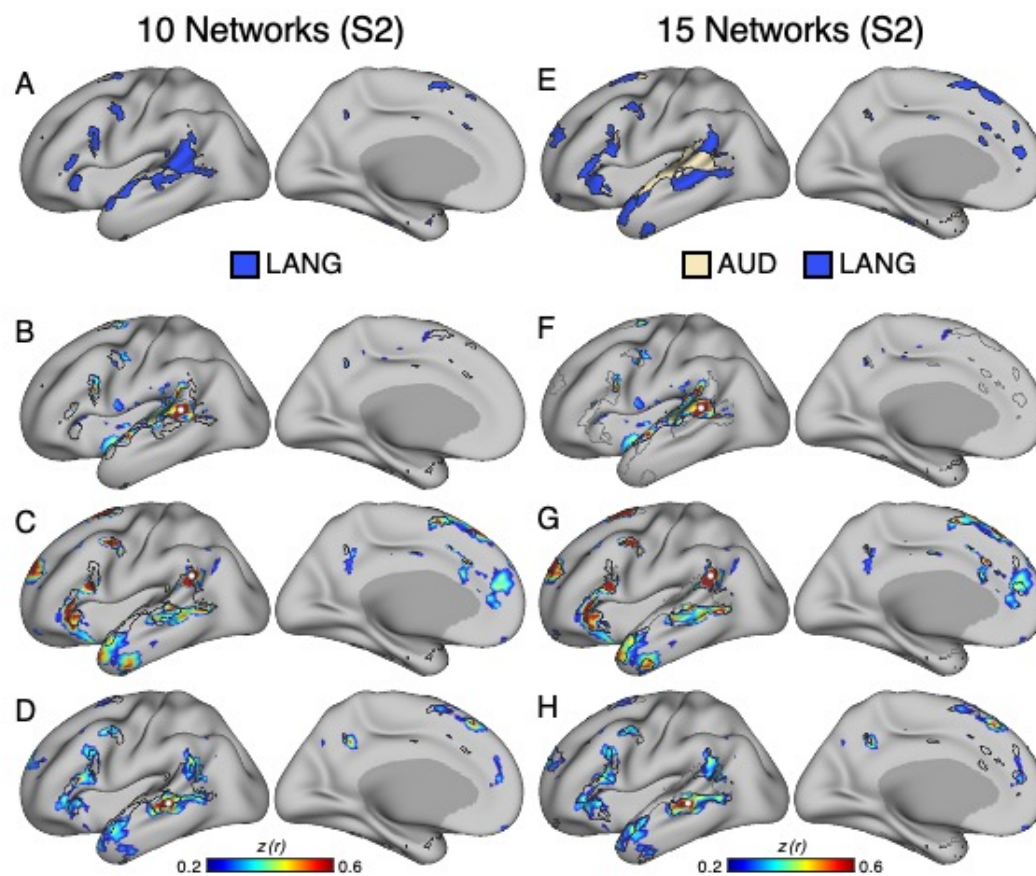 10 Networks (S2)
15 Networks (S2)
A
E
LANG
AUD LANG
B
F
C
G
D
H
z(r)
0.2 0.6
z(r)
0.2 0.6